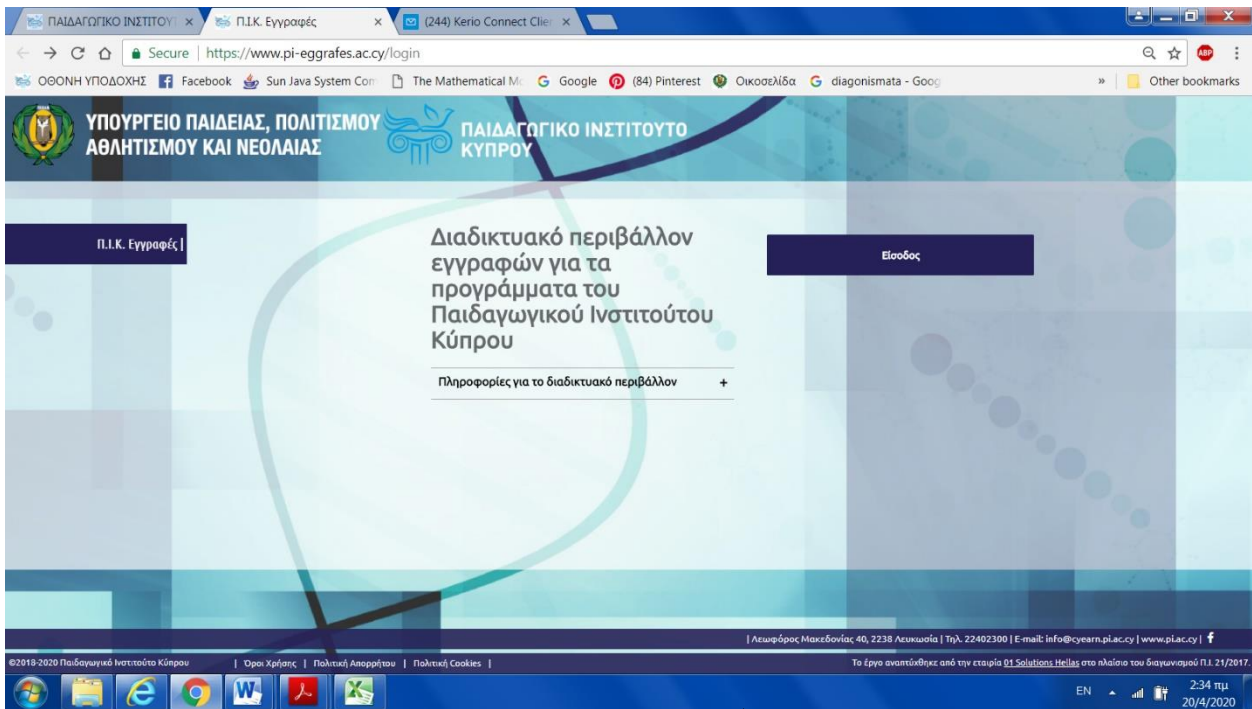 ΠΑΙΔΑΓΩΓΙΚΟ ΙΝΣΤΙΤΟΥΤ
Π.Ι.Κ. Εγγραφές
(244) Kerio Connect Clien
Secure | https://www.pi-eggrafes.ac.cy/login
ΟΘΟΝΗ ΥΠΟΔΟΧΗΣ Facebook Sun Java System Com The Mathematical Mo Google (84) Pinterest Οικοσελίδα diagonismata - Goog » Other bookmarks
ΥΠΟΥΡΓΕΙΟ ΠΑΙΔΕΙΑΣ, ΠΟΛΙΤΙΣΜΟΥ
ΑΘΛΗΤΙΣΜΟΥ ΚΑΙ ΝΕΟΛΑΙΑΣ
ΠΑΙΔΑΓΩΓΙΚΟ ΙΝΣΤΙΤΟΥΤΟ
ΚΥΠΡΟΥ
Π.Ι.Κ. Εγγραφές |
Διαδικτυακό περιβάλλον
εγγραφών για τα
προγράμματα του
Παιδαγωγικού Ινστιτούτου
Κύπρου
Πληροφορίες για το διαδικτυακό περιβάλλον +
Είσοδος
| Λεωφόρος Μακεδονίας 40, 2238 Λευκωσία | Τηλ. 22402300 | E-mail: info@cyearn.pi.ac.cy | www.pi.ac.cy |
©2018-2020 Παιδαγωγικό Ινστιτούτο Κύπρου | Όροι Χρήσης | Πολιτική Απορρήτου | Πολιτική Cookies |
Το έργο αναπτύχθηκε από την εταιρία 01 Solutions Hellas στο πλαίσιο του διαγωνισμού Π.Ι. 21/2017.
EN
2:34 πμ
20/4/2020